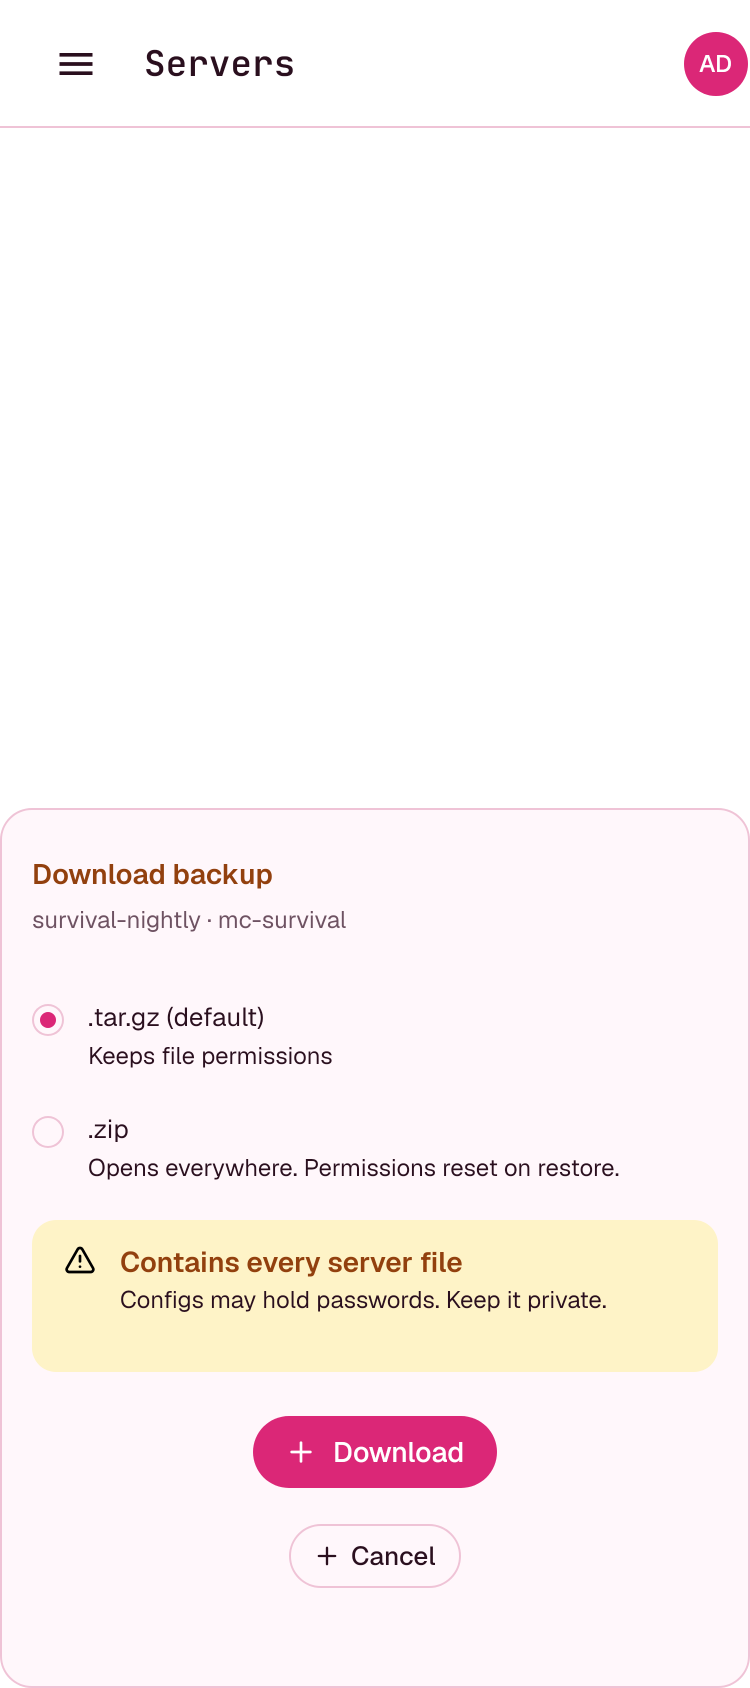 Servers
AD
Download backup
survival-nightly · mc-survival
.tar.gz (default)
Keeps file permissions
.zip
Opens everywhere. Permissions reset on restore.
Contains every server file
Configs may hold passwords. Keep it private.
Download
Cancel